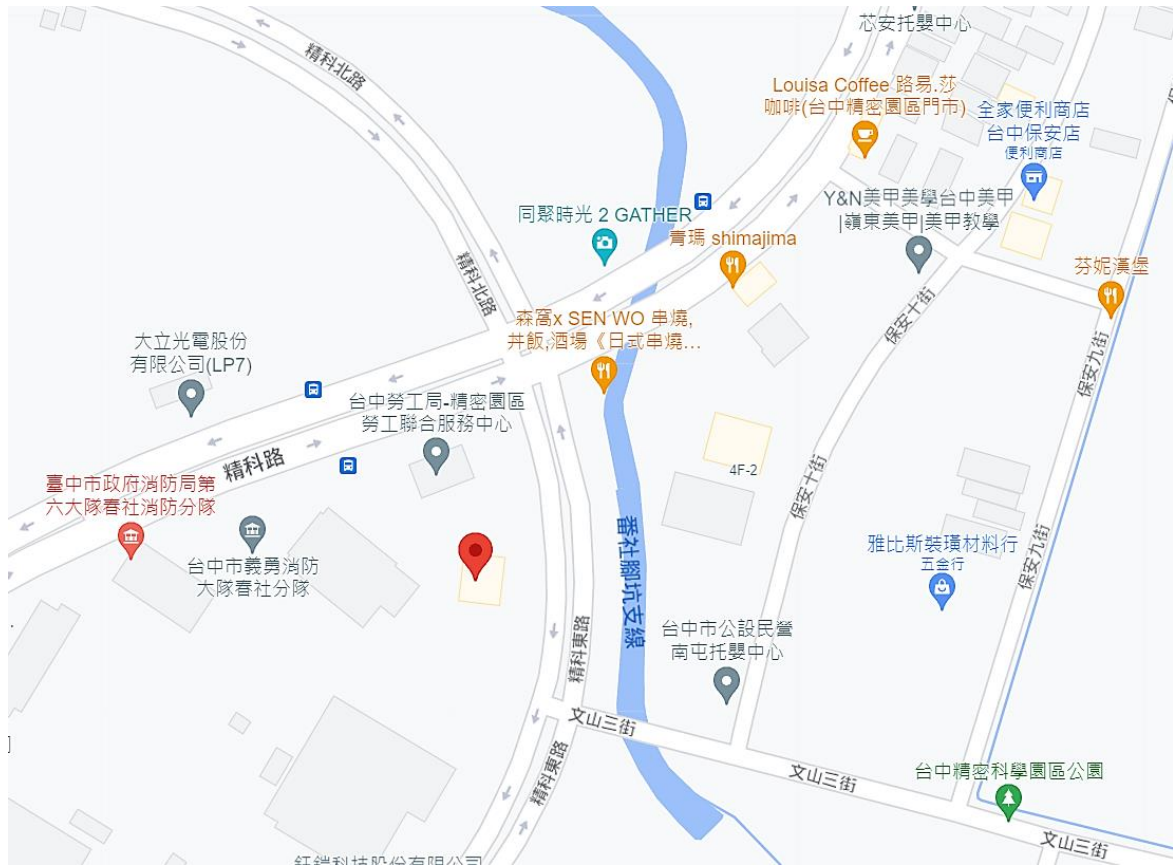 芯安托嬰中心
精科北路
Louisa Coffee 路易.莎
咖啡(台中精密園區門市)
全家便利商店
台中保安店
便利商店
Y&N美甲美學台中美甲
|嶺東美甲|美甲教學
同聚時光 2 GATHER
青瑪 shimajima
精科北路
芬妮漢堡
森窩x SEN WO 串燒,
丼飯,酒場《日式串燒...
保安十街
大立光電股份
有限公司(LP7)
保安九街
台中勞工局-精密園區
勞工聯合服務中心
精科路
4F-2
臺中市政府消防局第
六大隊春社消防分隊
保安十街
番社腳坑支線
雅比斯裝璜材料行
五金行
保安九街
台中市義勇消防
大隊春社分隊
台中市公設民營
南屯托嬰中心
精科東路
文山三街
精科東路
文山三街
台中精密科學園區公園
文山三街